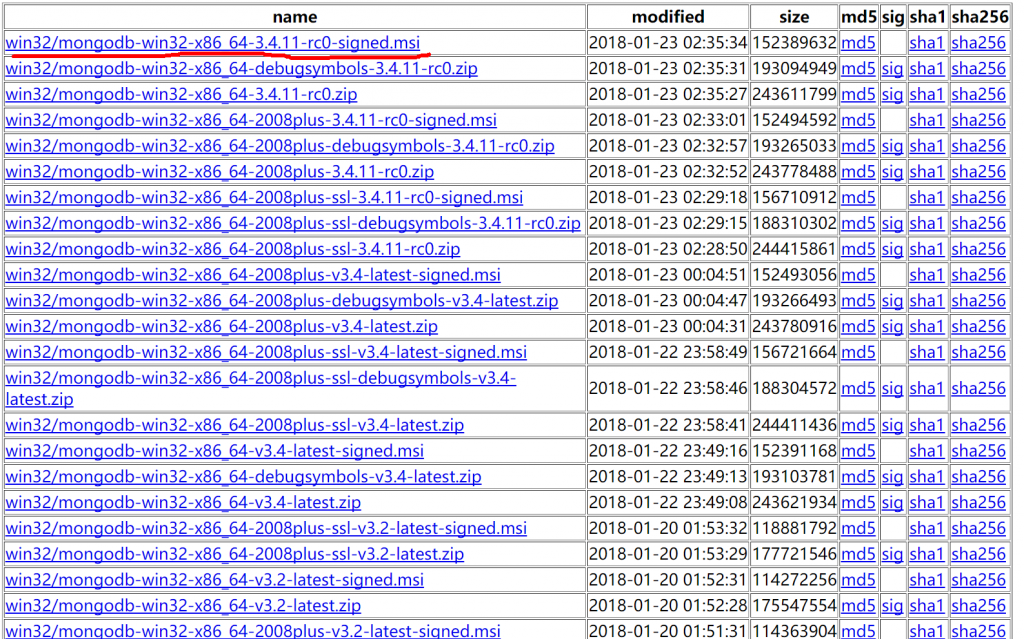 name modified size md5 sig sha1 sha256
win32/mongodb-win32-x86_64-3.4.11-rc0-signed.msi 2018-01-23 02:35:34 152389632 md5 sha1 sha256
win32/mongodb-win32-x86_64-debugsymbols-3.4.11-rc0.zip 2018-01-23 02:35:31 193094949 md5 sig sha1 sha256
win32/mongodb-win32-x86_64-3.4.11-rc0.zip 2018-01-23 02:35:27 243611799 md5 sig sha1 sha256
win32/mongodb-win32-x86_64-2008plus-3.4.11-rc0-signed.msi 2018-01-23 02:33:01 152494592 md5 sha1 sha256
win32/mongodb-win32-x86_64-2008plus-debugsymbols-3.4.11-rc0.zip 2018-01-23 02:32:57 193265033 md5 sig sha1 sha256
win32/mongodb-win32-x86_64-2008plus-3.4.11-rc0.zip 2018-01-23 02:32:52 243778488 md5 sig sha1 sha256
win32/mongodb-win32-x86_64-2008plus-ssl-3.4.11-rc0-signed.msi 2018-01-23 02:29:18 156710912 md5 sha1 sha256
win32/mongodb-win32-x86_64-2008plus-ssl-debugsymbols-3.4.11-rc0.zip 2018-01-23 02:29:15 188310302 md5 sig sha1 sha256
win32/mongodb-win32-x86_64-2008plus-ssl-3.4.11-rc0.zip 2018-01-23 02:28:50 244415861 md5 sig sha1 sha256
win32/mongodb-win32-x86_64-2008plus-v3.4-latest-signed.msi 2018-01-23 00:04:51 152493056 md5 sha1 sha256
win32/mongodb-win32-x86_64-2008plus-debugsymbols-v3.4-latest.zip 2018-01-23 00:04:47 193266493 md5 sig sha1 sha256
win32/mongodb-win32-x86_64-2008plus-v3.4-latest.zip 2018-01-23 00:04:31 243780916 md5 sig sha1 sha256
win32/mongodb-win32-x86_64-2008plus-ssl-v3.4-latest-signed.msi 2018-01-22 23:58:49 156721664 md5 sha1 sha256
win32/mongodb-win32-x86_64-2008plus-ssl-debugsymbols-v3.4-
latest.zip 2018-01-22 23:58:46 188304572 md5 sig sha1 sha256
win32/mongodb-win32-x86_64-2008plus-ssl-v3.4-latest.zip 2018-01-22 23:58:41 244411436 md5 sig sha1 sha256
win32/mongodb-win32-x86_64-v3.4-latest-signed.msi 2018-01-22 23:49:16 152391168 md5 sha1 sha256
win32/mongodb-win32-x86_64-debugsymbols-v3.4-latest.zip 2018-01-22 23:49:13 193103781 md5 sig sha1 sha256
win32/mongodb-win32-x86_64-v3.4-latest.zip 2018-01-22 23:49:08 243621934 md5 sig sha1 sha256
win32/mongodb-win32-x86_64-2008plus-ssl-v3.2-latest-signed.msi 2018-01-20 01:53:32 118881792 md5 sha1 sha256
win32/mongodb-win32-x86_64-2008plus-ssl-v3.2-latest.zip 2018-01-20 01:53:29 177721546 md5 sig sha1 sha256
win32/mongodb-win32-x86_64-v3.2-latest-signed.msi 2018-01-20 01:52:31 114272256 md5 sha1 sha256
win32/mongodb-win32-x86_64-v3.2-latest.zip 2018-01-20 01:52:28 175547554 md5 sig sha1 sha256
win32/mongodb-win32-x86_64-2008plus-v3.2-latest-signed.msi 2018-01-20 01:51:31 114363904 md5 sha1 sha256